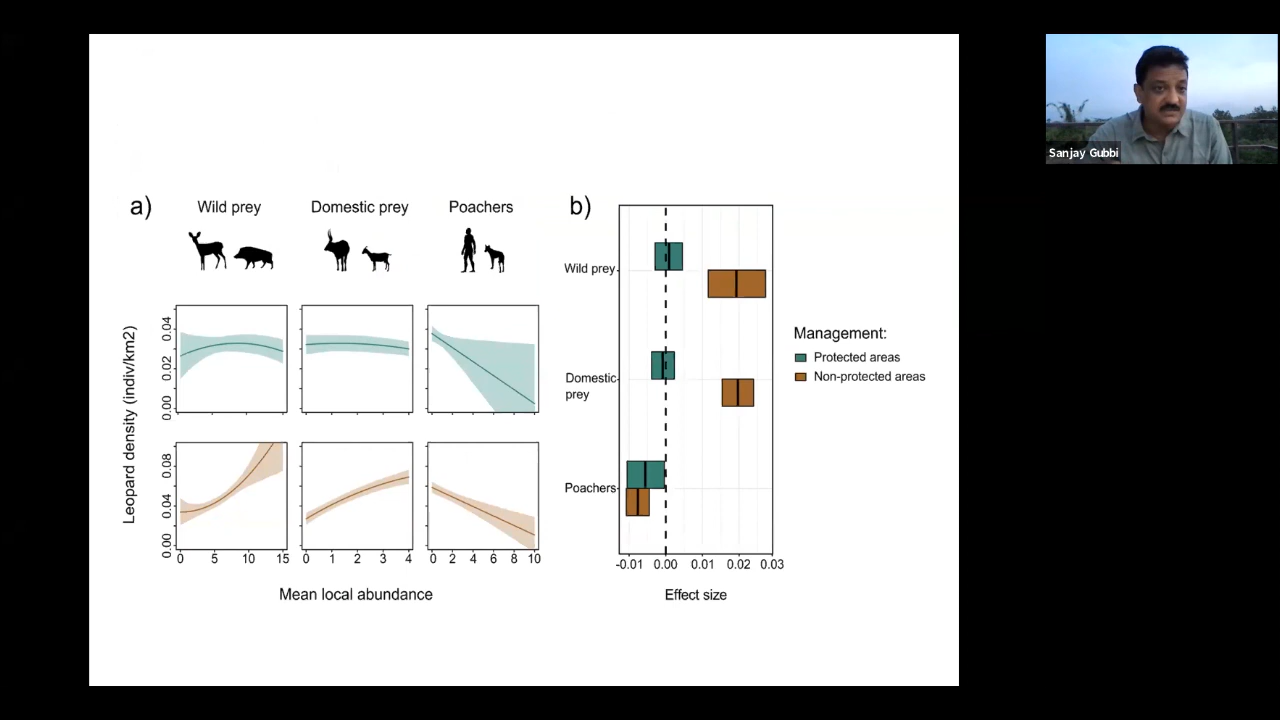 a)
Wild prey
Domestic prey
Poachers
Leopard density (indiv/km2)
0.04
0.02
0.00
0.08
0.04
0.00
0 5 10 15
0 1 2 3 4
0 2 4 6 8 10
Mean local abundance
b)
Wild prey
Domestic
prey
Poachers
-0.01 0.00 0.01 0.02 0.03
Effect size
Management:
Protected areas
Non-protected areas
Sanjay Gubbi